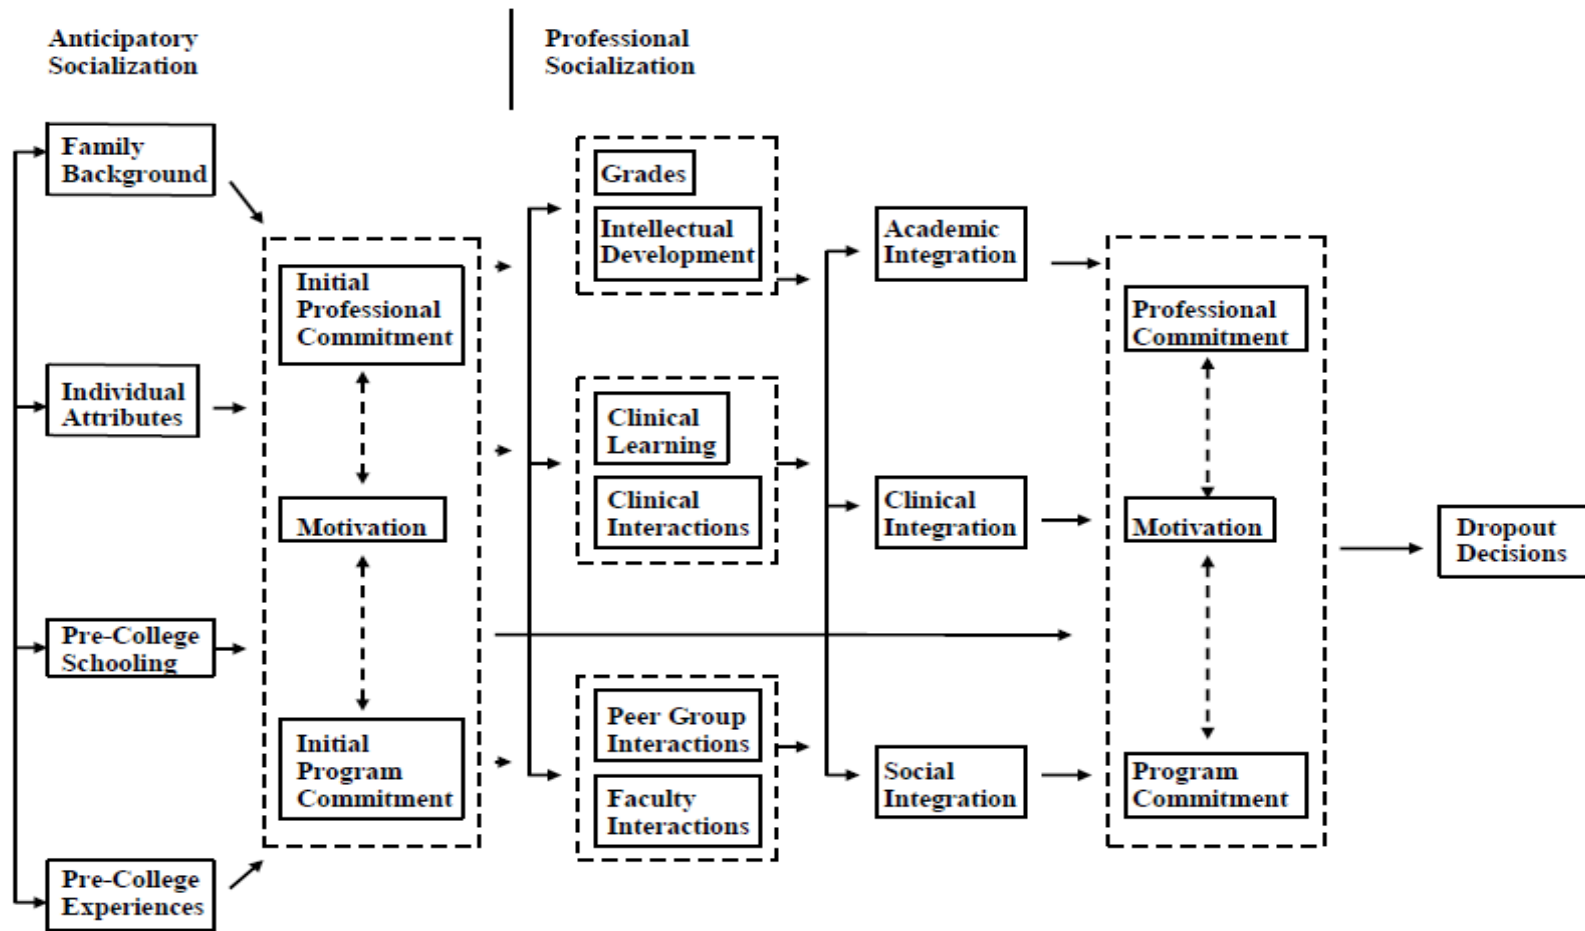 Anticipatory
Socialization
Professional
Socialization
Family
Background
Individual
Attributes
Pre-College
Schooling
Pre-College
Experiences
Initial
Professional
Commitment
Motivation
Initial
Program
Commitment
Grades
Intellectual
Development
Clinical
Learning
Clinical
Interactions
Peer Group
Interactions
Faculty
Interactions
Academic
Integration
Clinical
Integration
Social
Integration
Professional
Commitment
Motivation
Program
Commitment
Dropout
Decisions